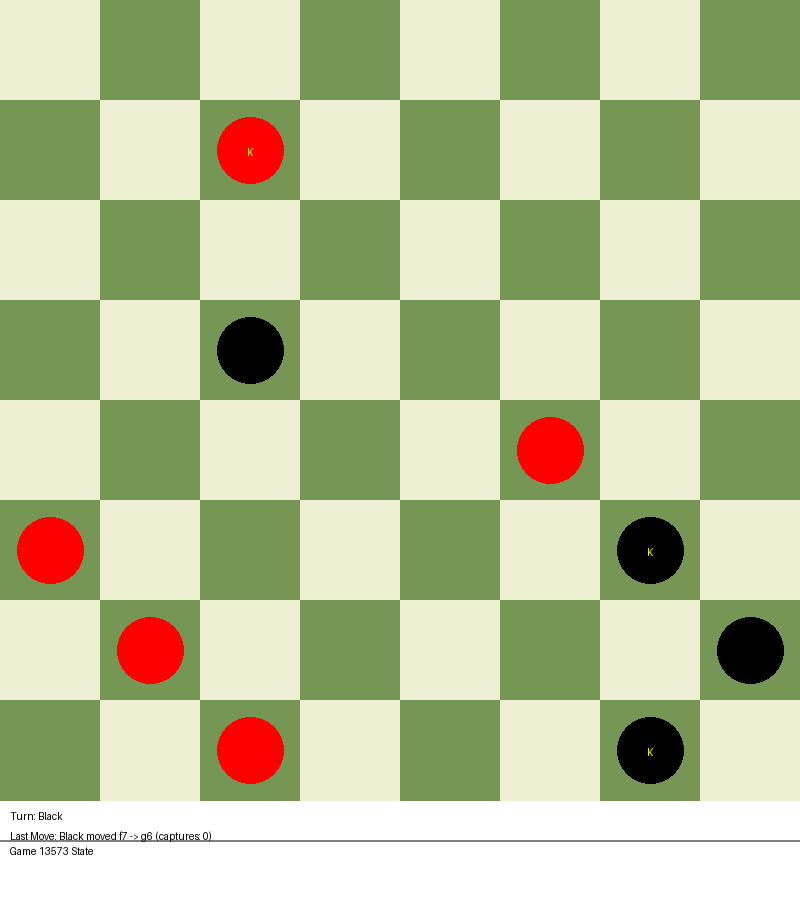 K
K
K
Turn: Black
Last Move: Black moved f7 -> g6 (captures: 0)
Game 13573 State